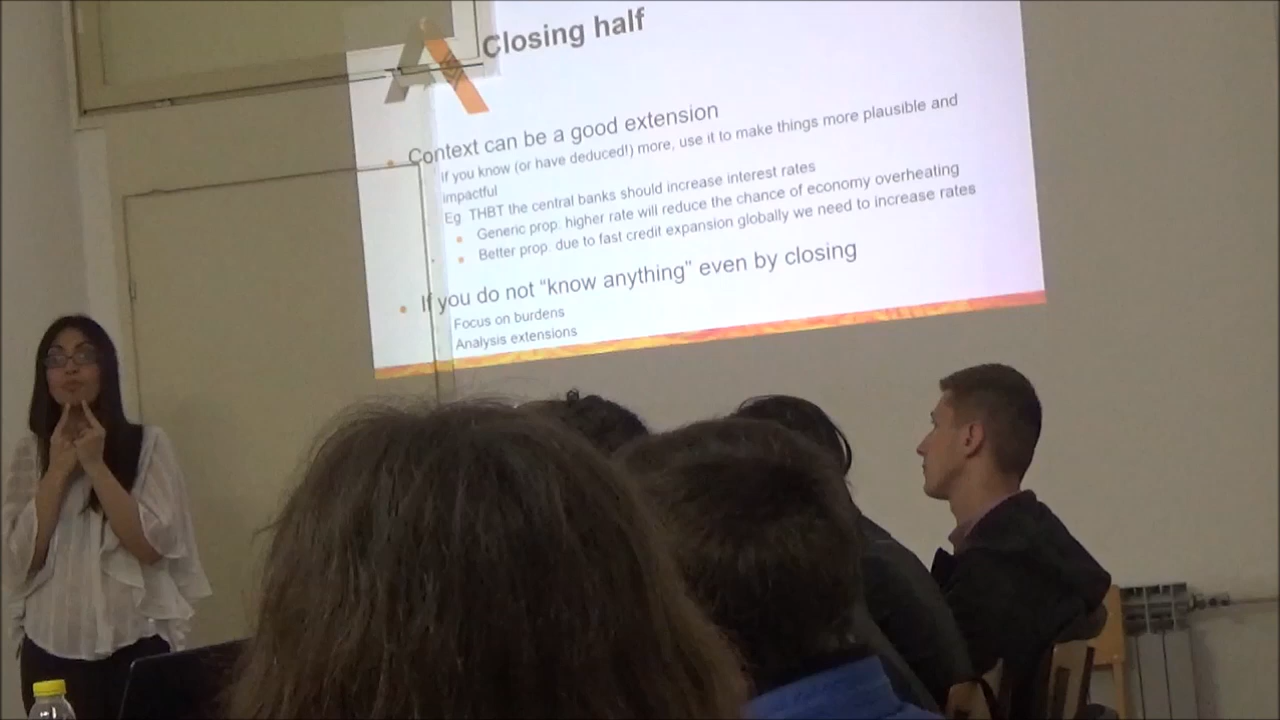 Closing half
Context can be a good extension
If you know (or have deduced!) more, use it to make things more plausible and
impactful
Eg THBT the central banks should increase interest rates
Generic prop. higher rate will reduce the chance of economy overheating
Better prop. due to fast credit expansion globally we need to increase rates
If you do not “know anything” even by closing
Focus on burdens
Analysis extensions